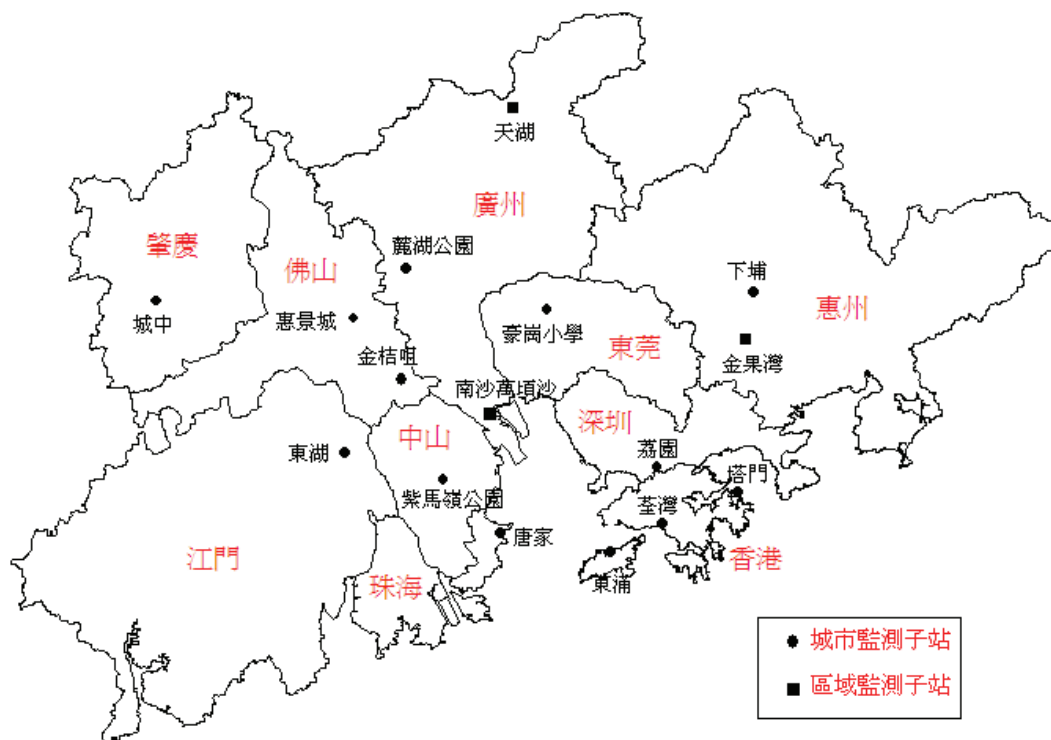 天湖
廣州
肇慶
麓湖公園
佛山
下埔
惠州
城中
惠景城
豪崗小學
東莞
金果灣
金桔咀
南沙萬頃沙
中山
深圳
東湖
荔園
塔門
紫馬嶺公園
荃灣
唐家
江門
珠海
東涌
香港
城市監測子站
區域監測子站